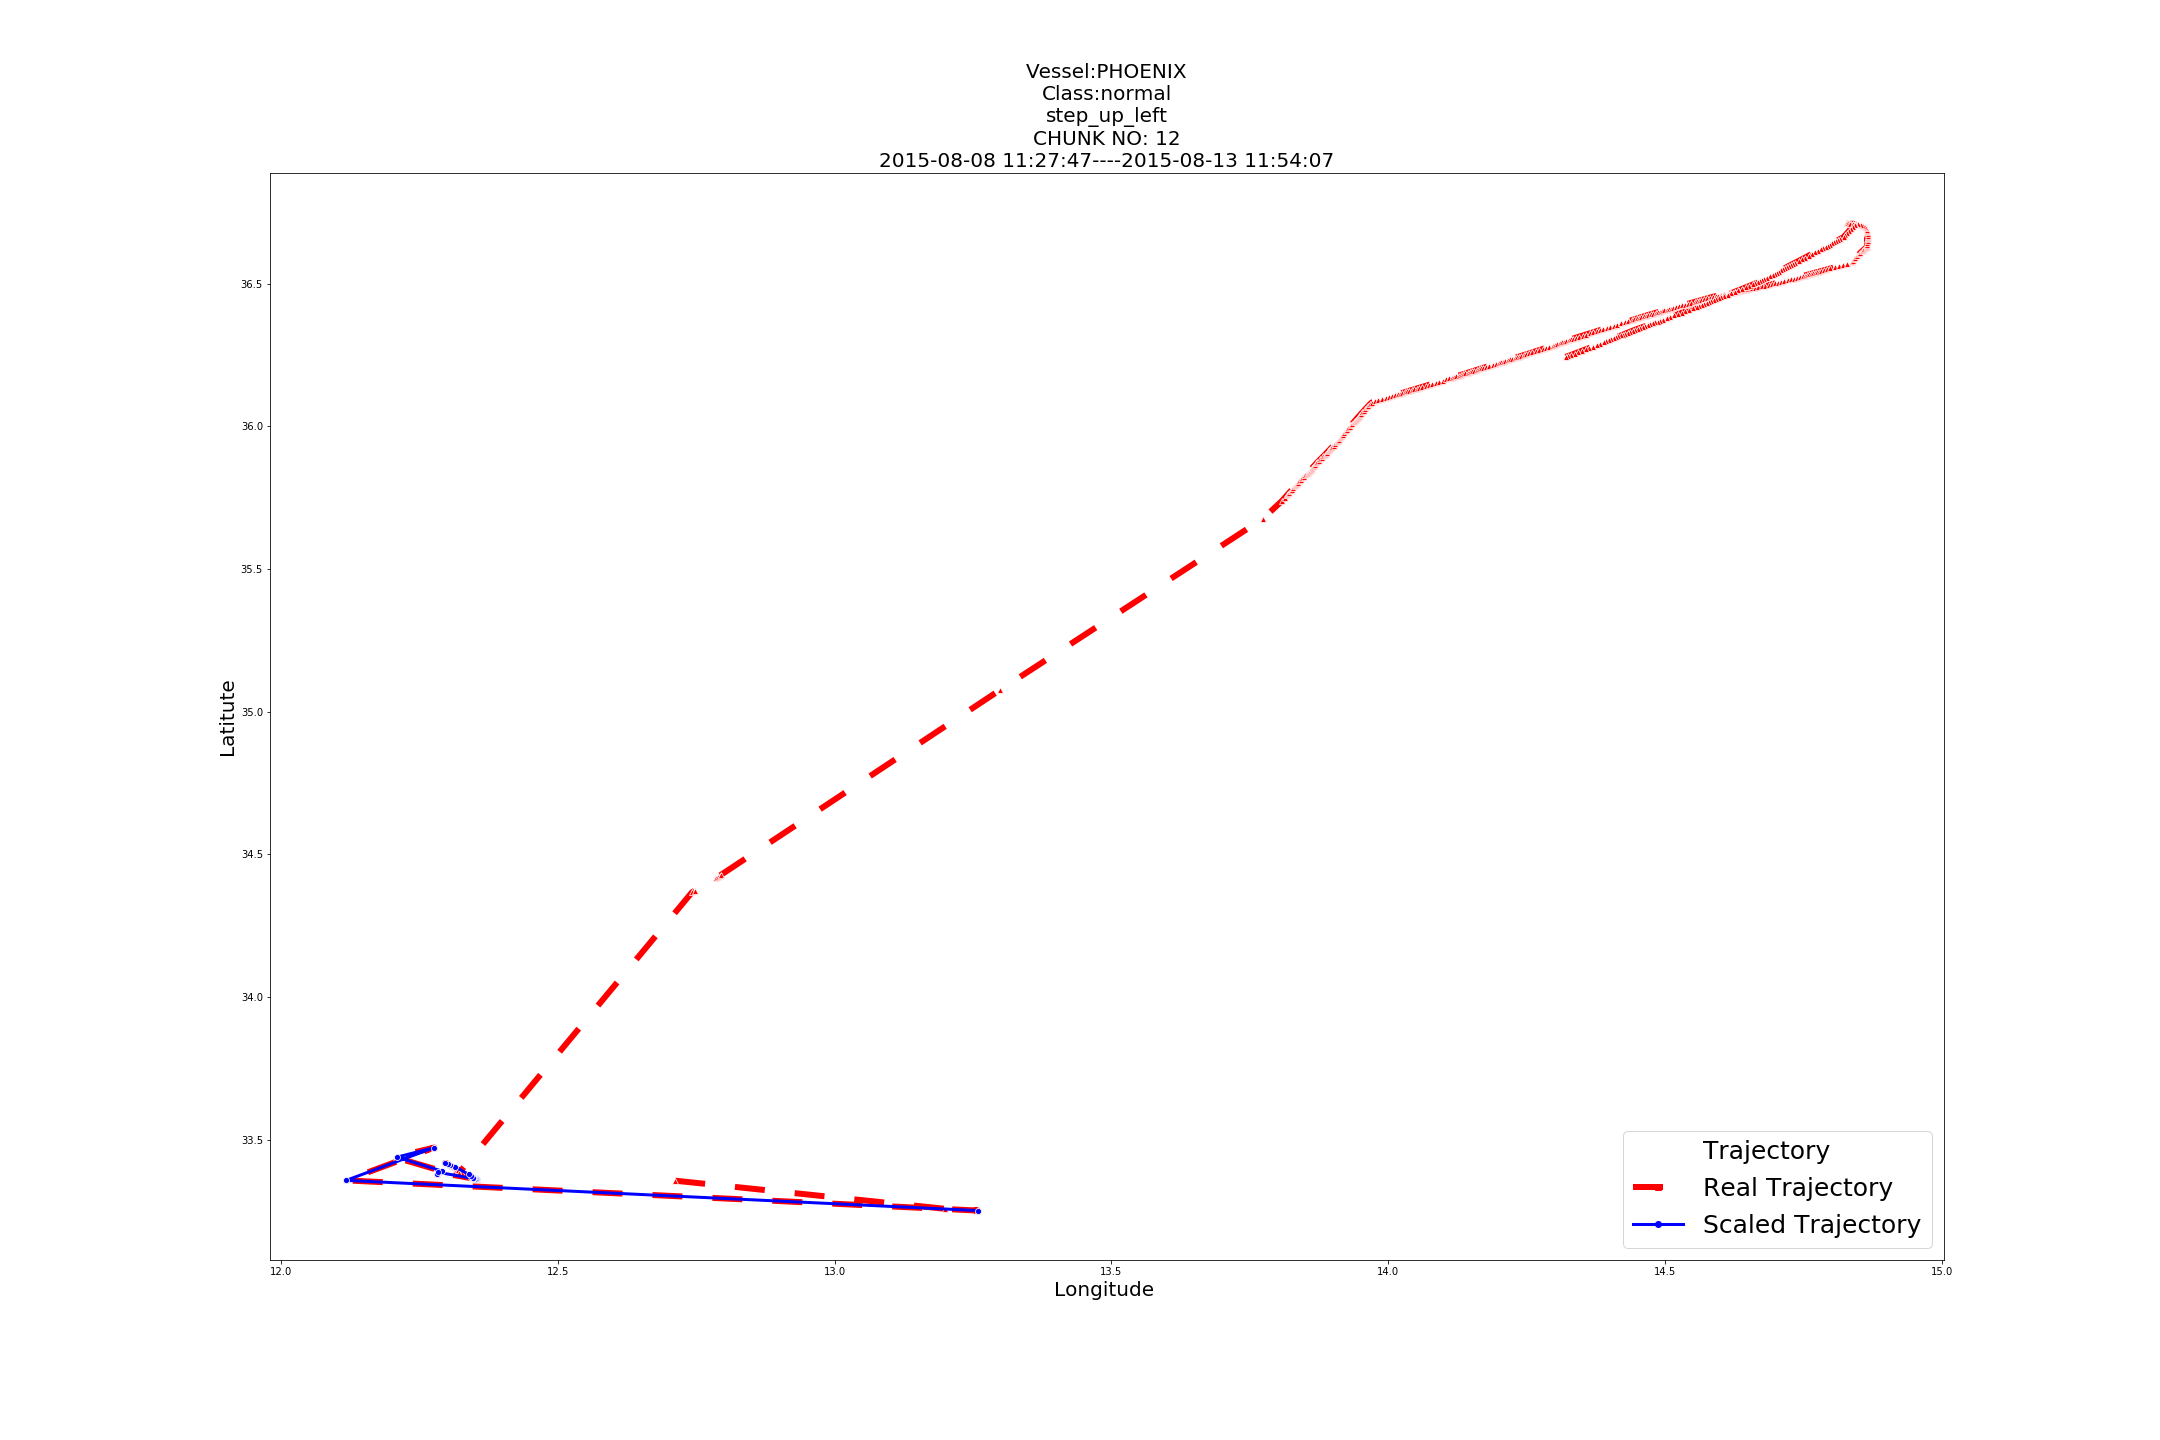 Vessel:PHOENIX
Class:normal
step_up_left
CHUNK NO: 12
2015-08-08 11:27:47----2015-08-13 11:54:07
Latitute
36.5
36.0
35.5
35.0
34.5
34.0
33.5
12.0
12.5
13.0
13.5
14.0
14.5
15.0
Longitude
Trajectory
Real Trajectory
Scaled Trajectory